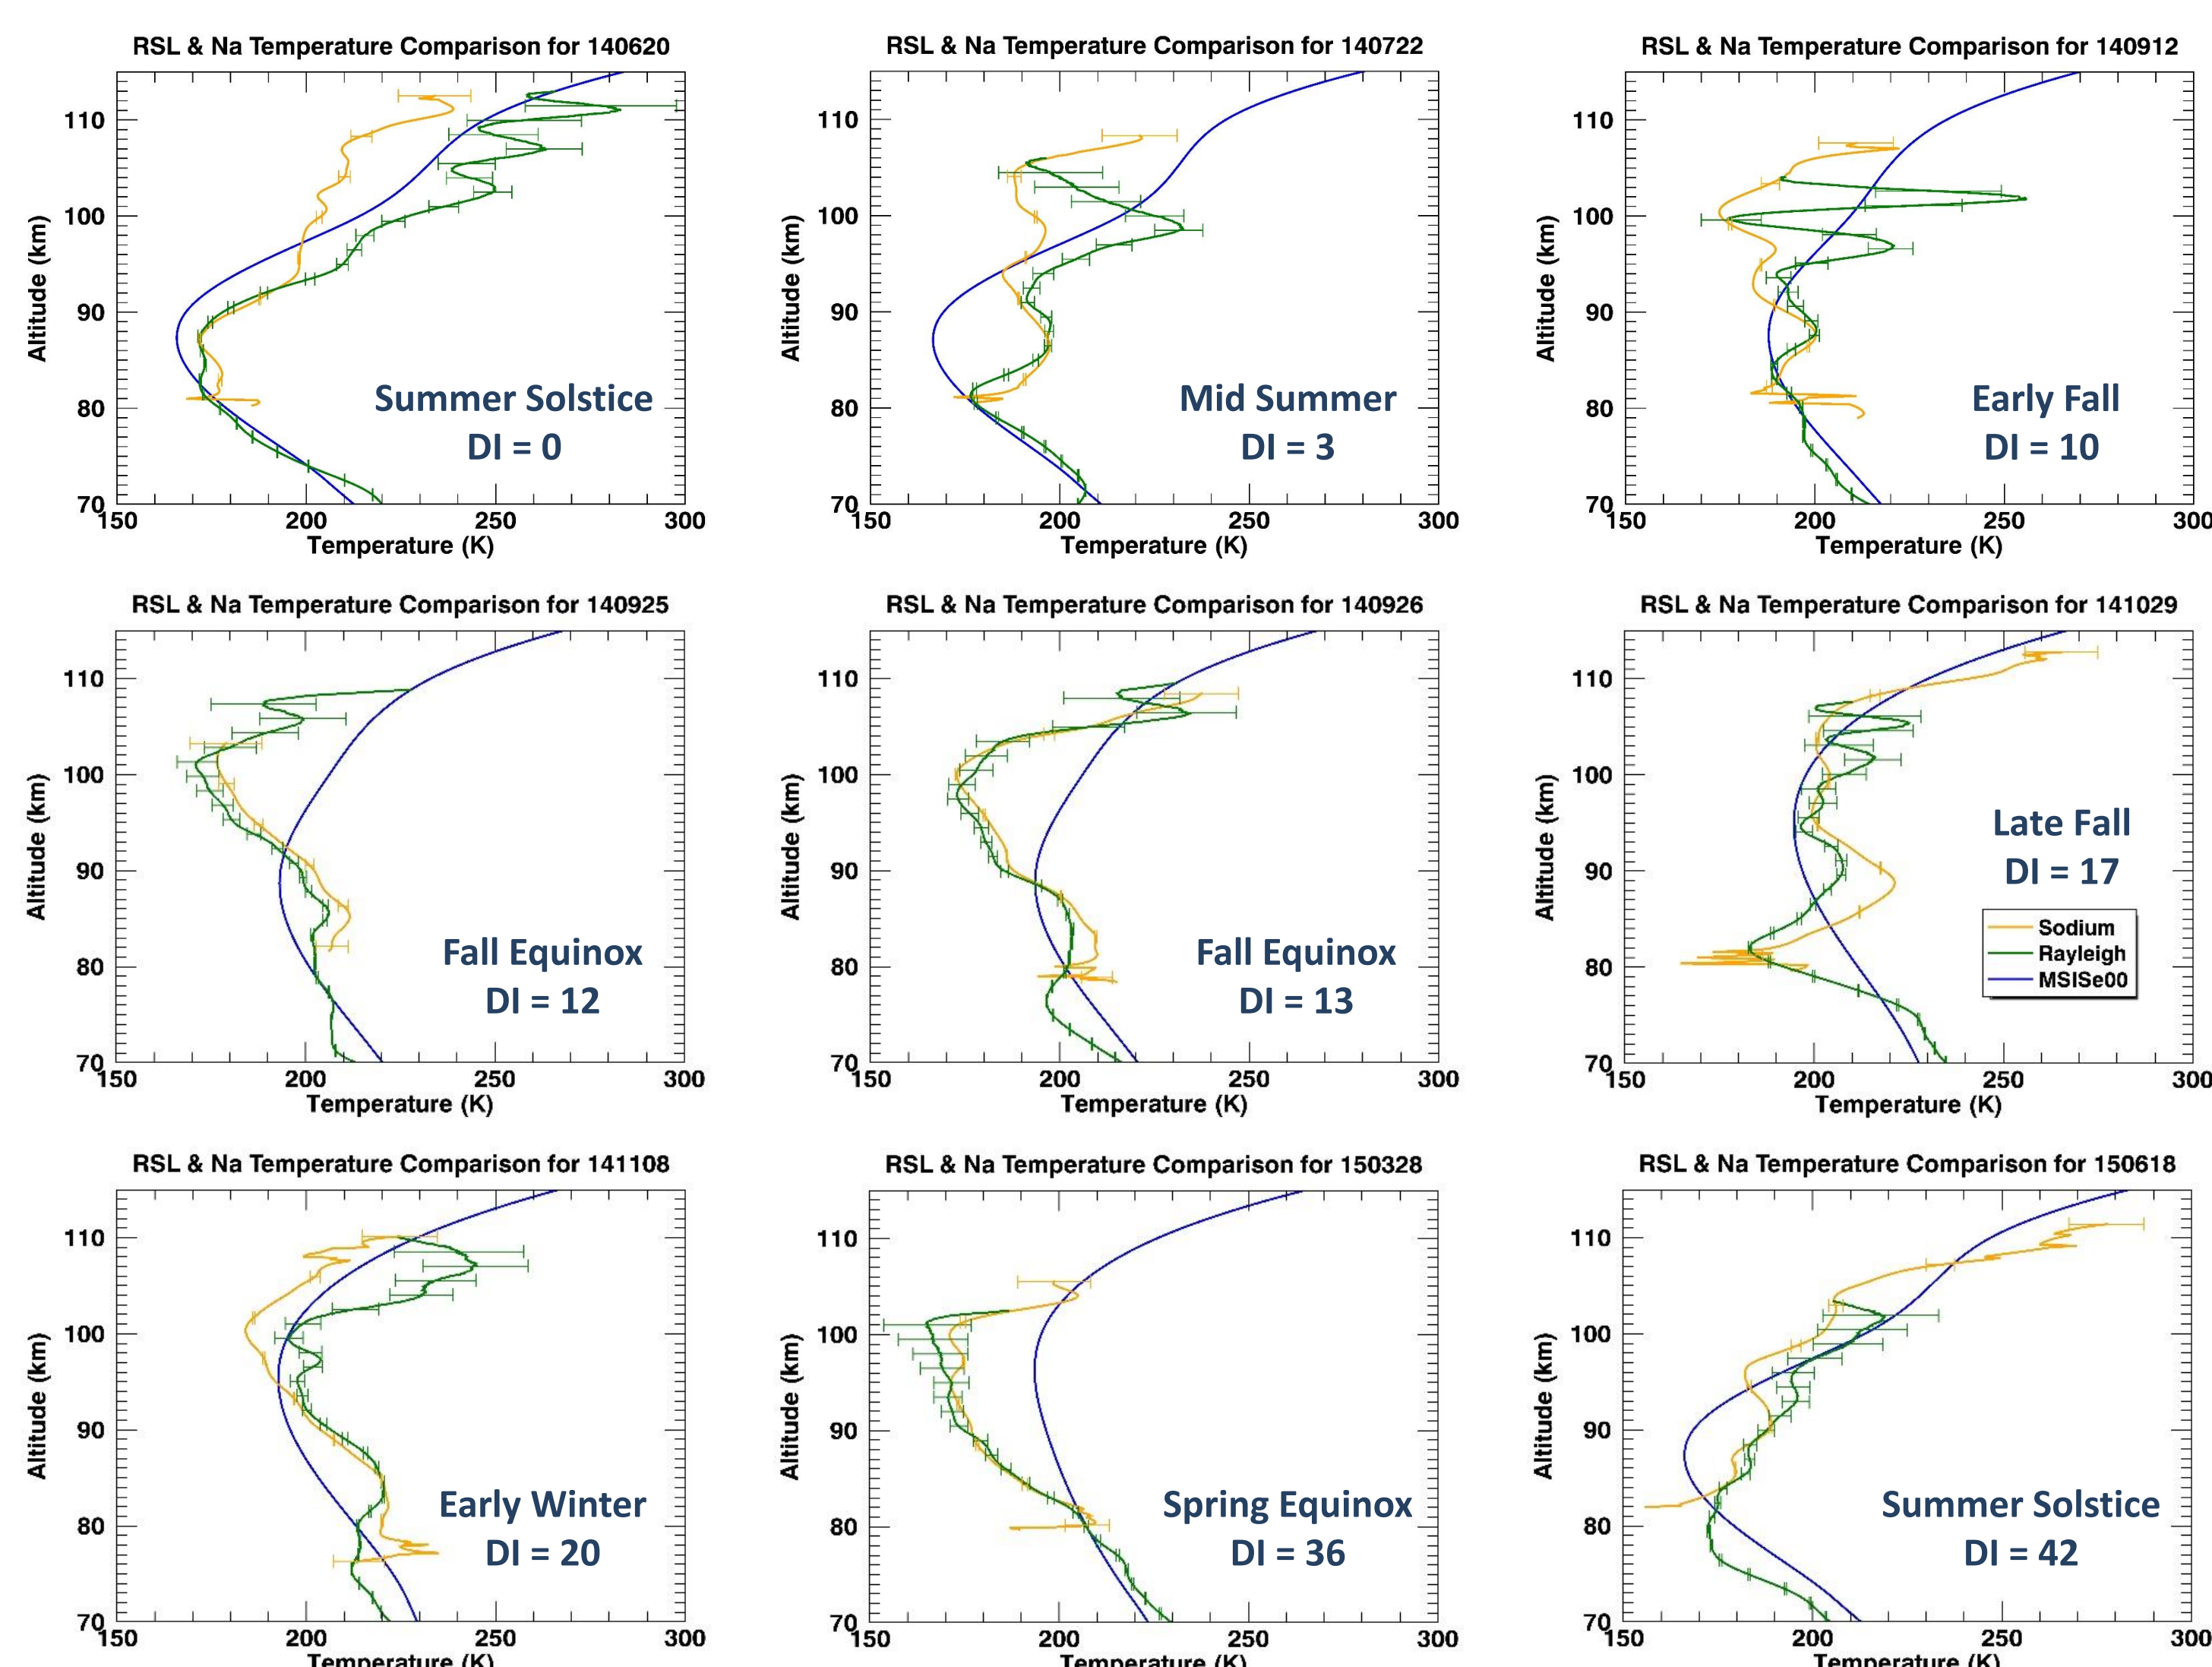 RSL & Na Temperature Comparison for 140620
110
100
90
80
70
Altitude (km)
150 200 250 300
Temperature (K)
Summer Solstice
DI = 0
RSL & Na Temperature Comparison for 140722
110
100
90
80
70
Altitude (km)
150 200 250 300
Temperature (K)
Mid Summer
DI = 3
RSL & Na Temperature Comparison for 140912
110
100
90
80
70
Altitude (km)
150 200 250 300
Temperature (K)
Early Fall
DI = 10
RSL & Na Temperature Comparison for 140925
110
100
90
80
70
Altitude (km)
150 200 250 300
Temperature (K)
Fall Equinox
DI = 12
RSL & Na Temperature Comparison for 140926
110
100
90
80
70
Altitude (km)
150 200 250 300
Temperature (K)
Fall Equinox
DI = 13
RSL & Na Temperature Comparison for 141029
110
100
90
80
70
Altitude (km)
150 200 250 300
Temperature (K)
Late Fall
DI = 17
Sodium
Rayleigh
MSISe00
RSL & Na Temperature Comparison for 141108
110
100
90
80
70
Altitude (km)
150 200 250 300
Temperature (K)
Early Winter
DI = 20
RSL & Na Temperature Comparison for 150328
110
100
90
80
70
Altitude (km)
150 200 250 300
Temperature (K)
Spring Equinox
DI = 36
RSL & Na Temperature Comparison for 150618
110
100
90
80
70
Altitude (km)
150 200 250 300
Temperature (K)
Summer Solstice
DI = 42